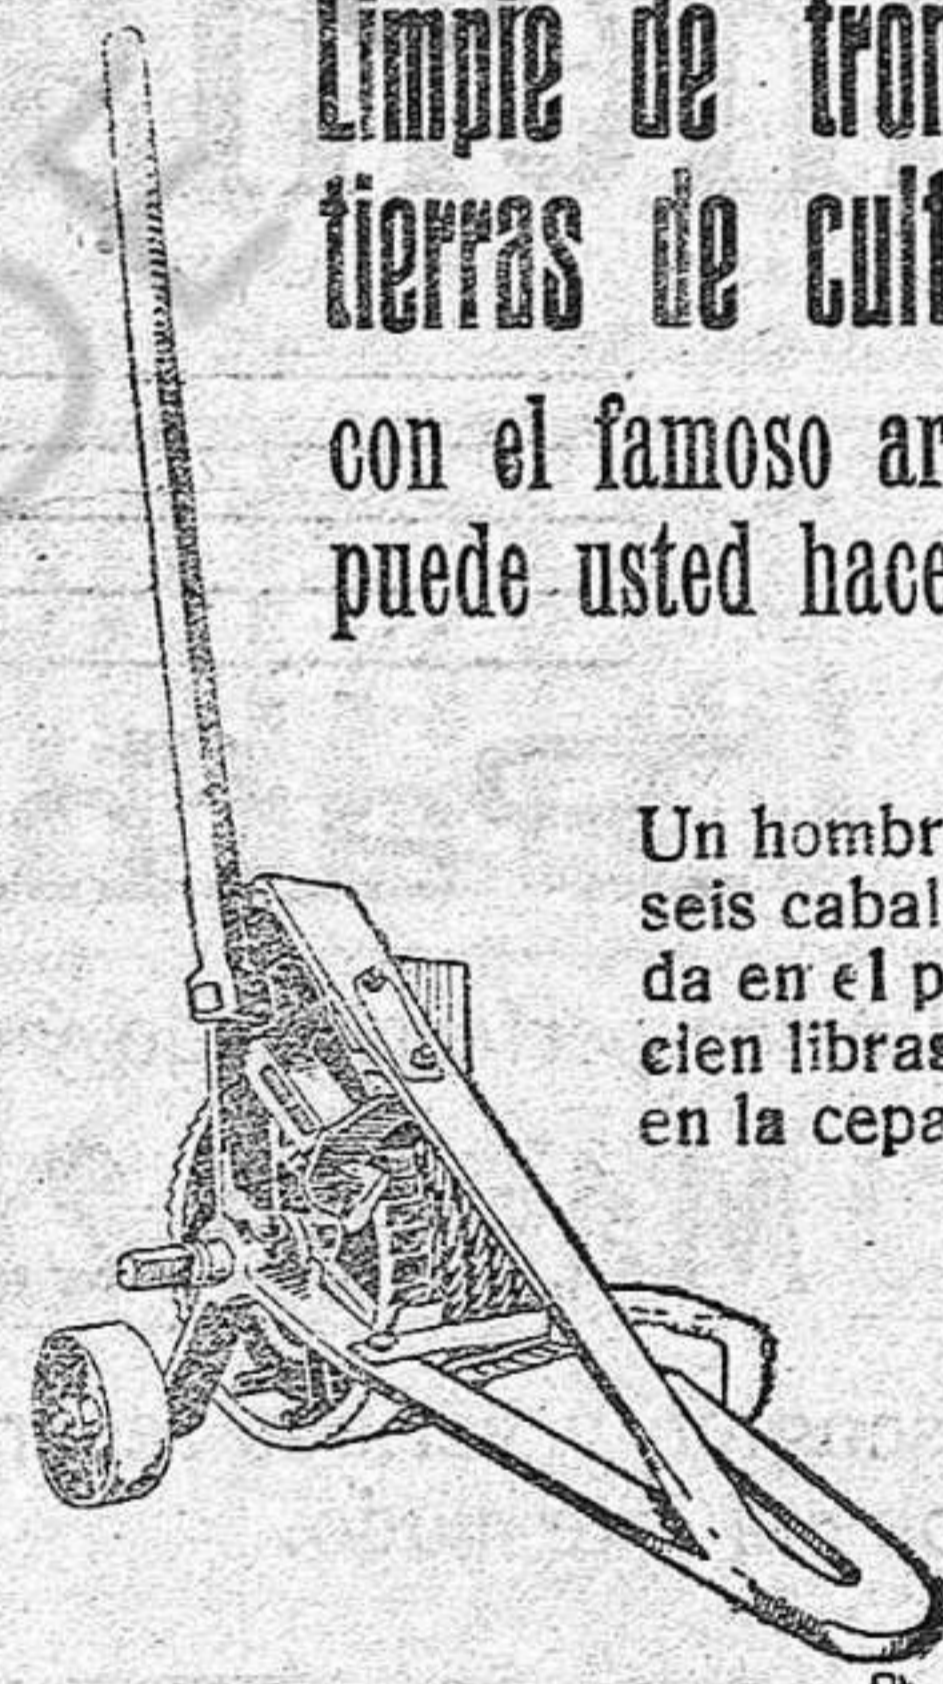 Limpie de tron
tierras de cult
con el famoso ar
puede usted hace
Un hombr
seis cabal
da en el p
cien libras
en la cepa